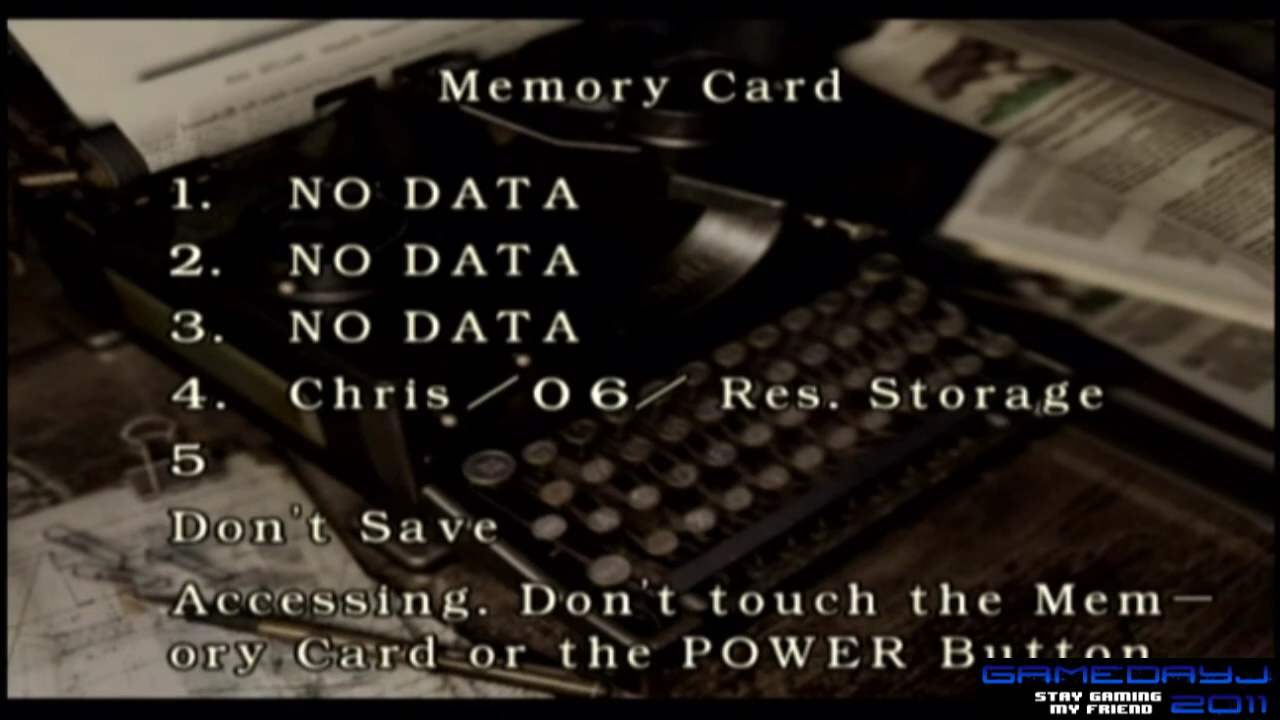 Memory Card
1. NO DATA
2. NO DATA
3. NO DATA
4. Chris／06／ Res. Storage
5
Don't Save
Accessing. Don't touch the Mem—
ory Card or the POWER Button
GAMEDAYJ
STAY GAMING
MY FRIEND 2011